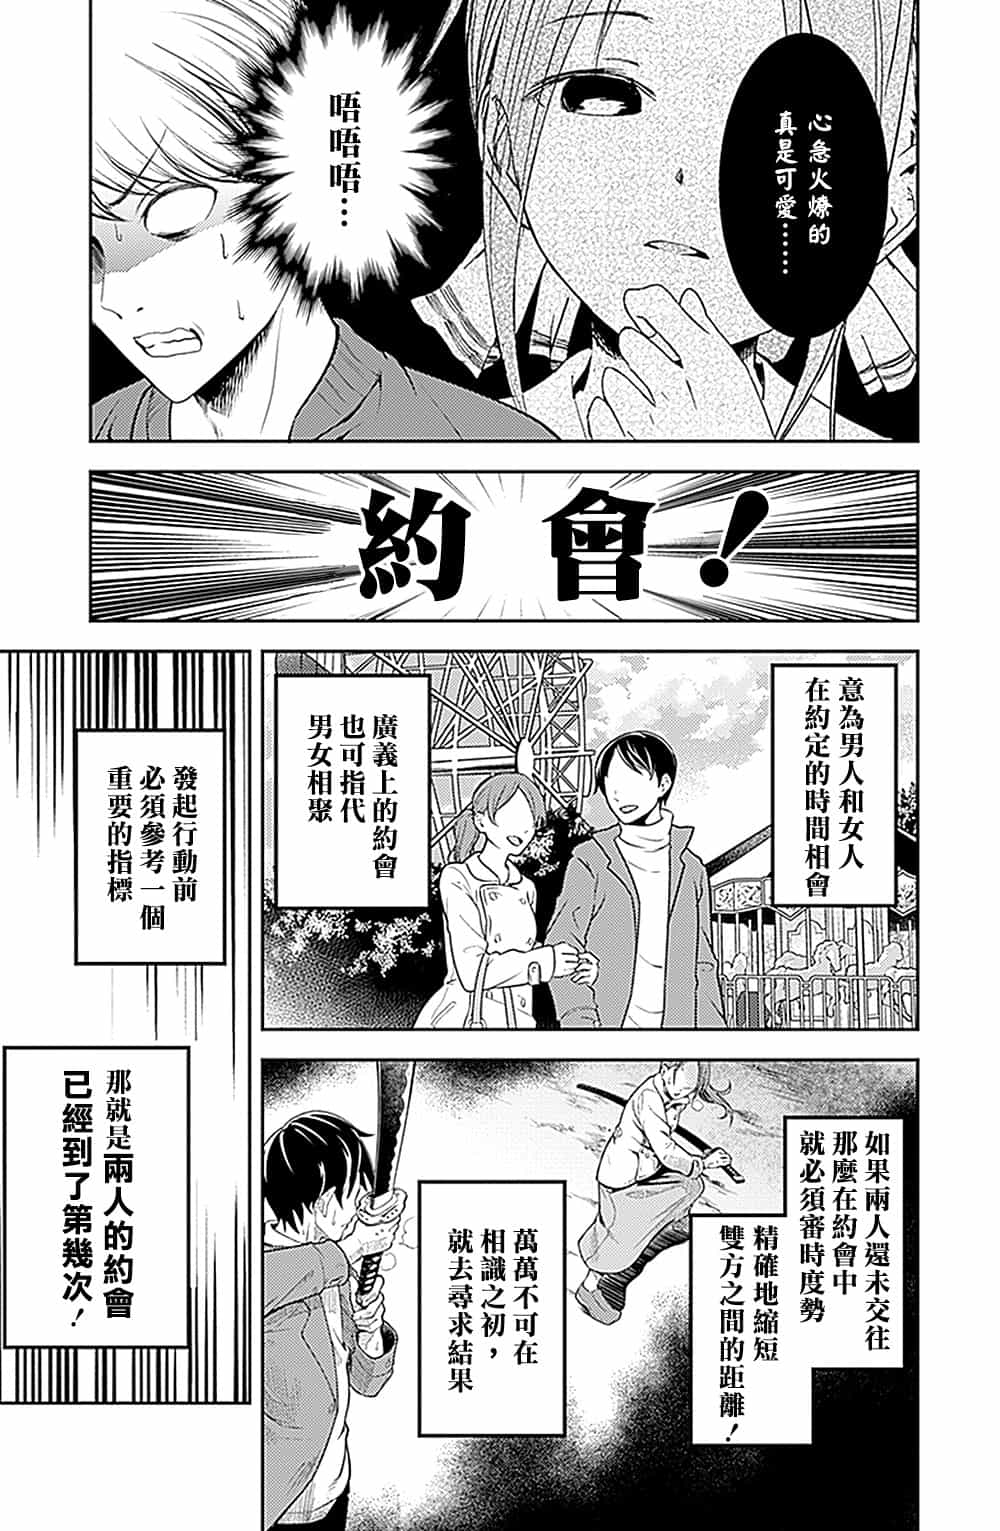 心急火燎的
真是可愛……
唔唔唔…
約會！
意為男人和女人
在約定的時間相會
廣義上的約會
也可指代
男女相聚
如果兩人還未交往
那麼在約會中
就必須審時度勢
精確地縮短
雙方之間的距離！
萬萬不可在
相識之初，
就去尋求結果
發起行動前
必須參考一個
重要的指標
那就是兩人的約會
已經到了第幾次！